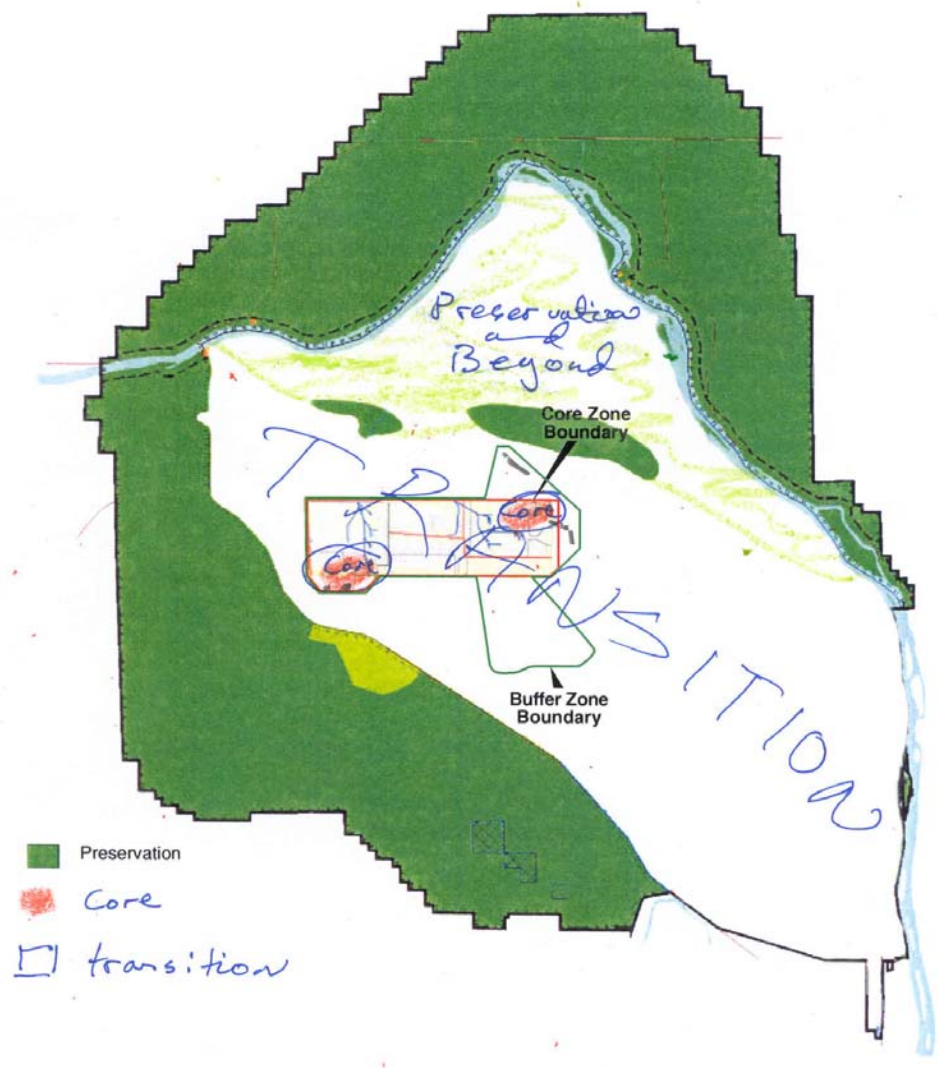 Preservation
and
Beyond
Core Zone
Boundary
TRANSITION
Core
Core
Buffer Zone
Boundary
Preservation
Core
transition